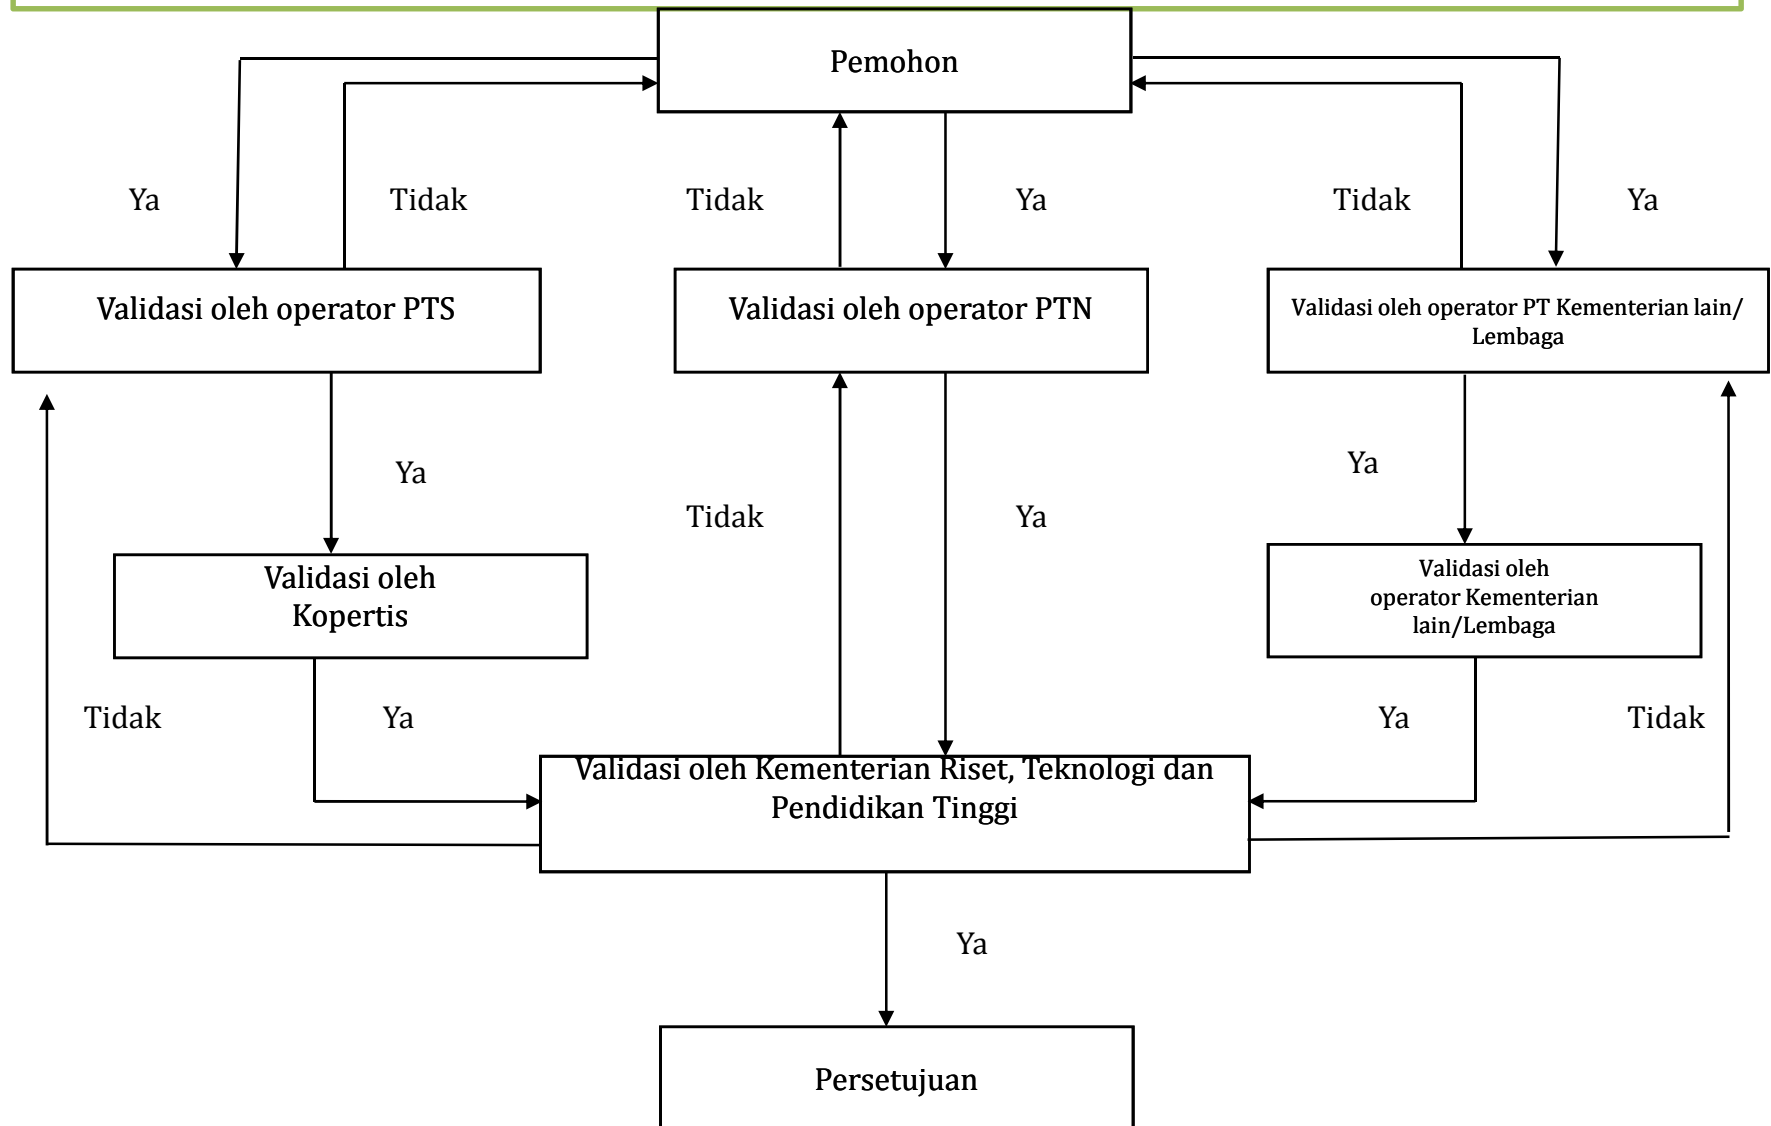 Pemohon
Ya
Tidak
Tidak
Ya
Tidak
Ya
Validasi oleh operator PTS
Validasi oleh operator PTN
Validasi oleh operator PT Kementerian lain/
Lembaga
Ya
Ya
Tidak
Ya
Validasi oleh
Kopertis
Validasi oleh
operator Kementerian
lain/Lembaga
Tidak
Ya
Ya
Tidak
Validasi oleh Kementerian Riset, Teknologi dan
Pendidikan Tinggi
Ya
Persetujuan